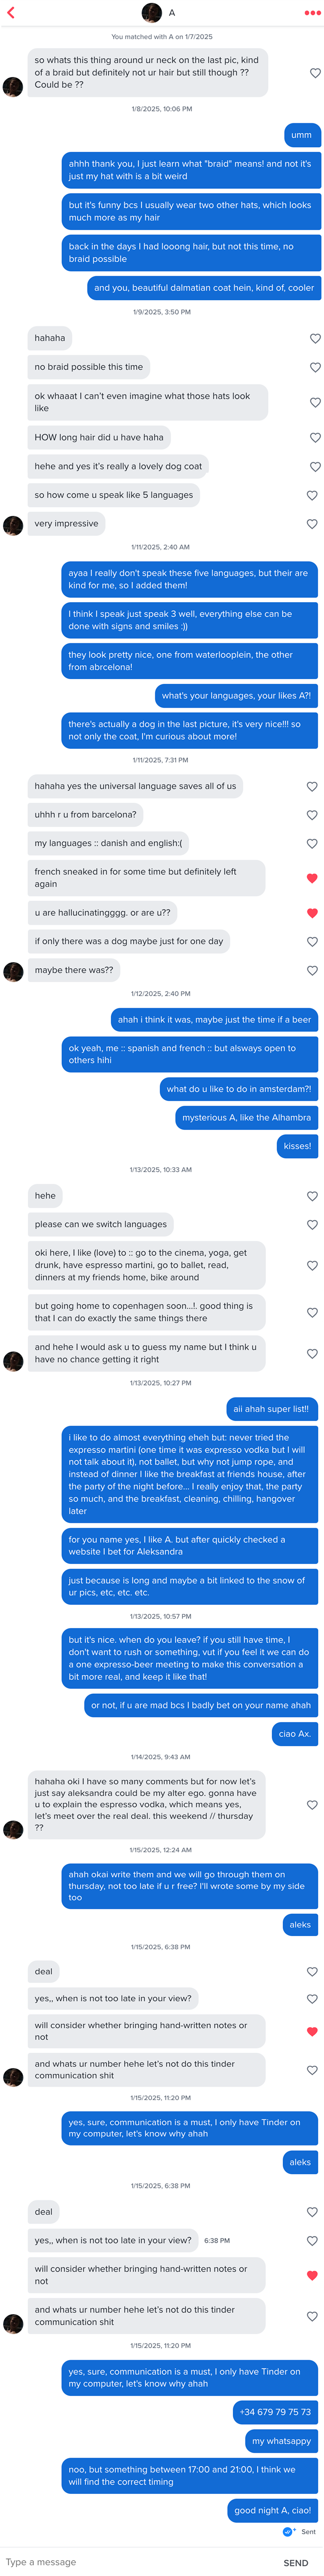 A
You matched with A on 1/7/2025
so whats this thing around ur neck on the last pic, kind
of a braid but definitely not ur hair but still though ??
Could be ??
1/8/2025, 10:06 PM
umm
ahhh thank you, I just learn what "braid" means! and not it's
just my hat with is a bit weird
but it's funny bcs I usually wear two other hats, which looks
much more as my hair
back in the days I had looong hair, but not this time, no
braid possible
and you, beautiful dalmatian coat hein, kind of, cooler
1/9/2025, 3:50 PM
hahaha
no braid possible this time
ok whaaat I can't even imagine what those hats look
like
HOW long hair did u have haha
hehe and yes it's really a lovely dog coat
so how come u speak like 5 languages
very impressive
1/11/2025, 2:40 AM
ayaa I really don't speak these five languages, but their are
kind for me, so I added them!
I think I speak just speak 3 well, everything else can be
done with signs and smiles :))
they look pretty nice, one from waterlooplein, the other
from abrcelona!
what's your languages, your likes A?!
there's actually a dog in the last picture, it's very nice!!! so
not only the coat, I'm curious about more!
1/11/2025, 7:31 PM
hahaha yes the universal language saves all of us
uhhh r u from barcelona?
my languages :: danish and english:(
french sneaked in for some time but definitely left
again
u are hallucinatingggg. or are u??
if only there was a dog maybe just for one day
maybe there was??
1/12/2025, 2:40 PM
ahah i think it was, maybe just the time if a beer
ok yeah, me :: spanish and french :: but alsways open to
others hihi
what do u like to do in amsterdam?!
mysterious A, like the Alhambra
kisses!
1/13/2025, 10:33 AM
hehe
please can we switch languages
oki here, I like (love) to :: go to the cinema, yoga, get
drunk, have espresso martini, go to ballet, read,
dinners at my friends home, bike around
but going home to copenhagen soon...!. good thing is
that I can do exactly the same things there
and hehe I would ask u to guess my name but I think u
have no chance getting it right
1/13/2025, 10:27 PM
aii ahah super list!!
i like to do almost everything eheh but: never tried the
expresso martini (one time it was expresso vodka but I will
not talk about it), not ballet, but why not jump rope, and
instead of dinner I like the breakfast at friends house, after
the party of the night before... I really enjoy that, the party
so much, and the breakfast, cleaning, chilling, hangover
later
for you name yes, I like A. but after quickly checked a
website I bet for Aleksandra
just because is long and maybe a bit linked to the snow of
ur pics, etc, etc. etc.
1/13/2025, 10:57 PM
but it's nice. when do you leave? if you still have time, I
don't want to rush or something, vut if you feel it we can do
a one expresso-beer meeting to make this conversation a
bit more real, and keep it like that!
or not, if u are mad bcs I badly bet on your name ahah
ciao Ax.
1/14/2025, 9:43 AM
hahaha oki I have so many comments but for now let's
just say aleksandra could be my alter ego. gonna have
u to explain the espresso vodka, which means yes,
let's meet over the real deal. this weekend // thursday
??
1/15/2025, 12:24 AM
ahah okai write them and we will go through them on
thursday, not too late if u r free? I'll wrote some by my side
too
aleks
1/15/2025, 6:38 PM
deal
yes,, when is not too late in your view?
will consider whether bringing hand-written notes or
not
and whats ur number hehe let's not do this tinder
communication shit
1/15/2025, 11:20 PM
yes, sure, communication is a must, I only have Tinder on
my computer, let's know why ahah
aleks
1/15/2025, 6:38 PM
deal
yes,, when is not too late in your view?
6:38 PM
will consider whether bringing hand-written notes or
not
and whats ur number hehe let's not do this tinder
communication shit
1/15/2025, 11:20 PM
yes, sure, communication is a must, I only have Tinder on
my computer, let's know why ahah
+34 679 79 75 73
my whatsappy
noo, but something between 17:00 and 21:00, I think we
will find the correct timing
good night A, ciao!
Sent
Type a message
SEND